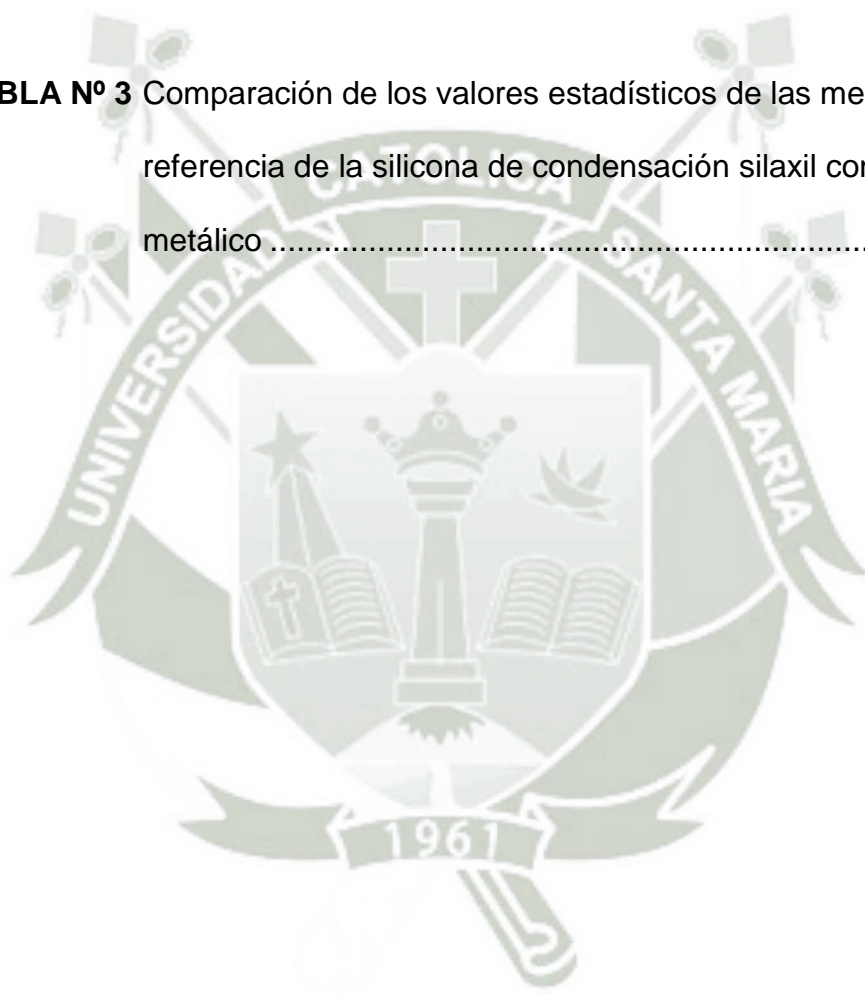 BLA Nº 3 Comparación de los valores estadísticos de las me
referencia de la silicona de condensación silaxil con
metálico ....................................................................
UNIVERSIDAD CATOLICA SANTA MARIA
1961